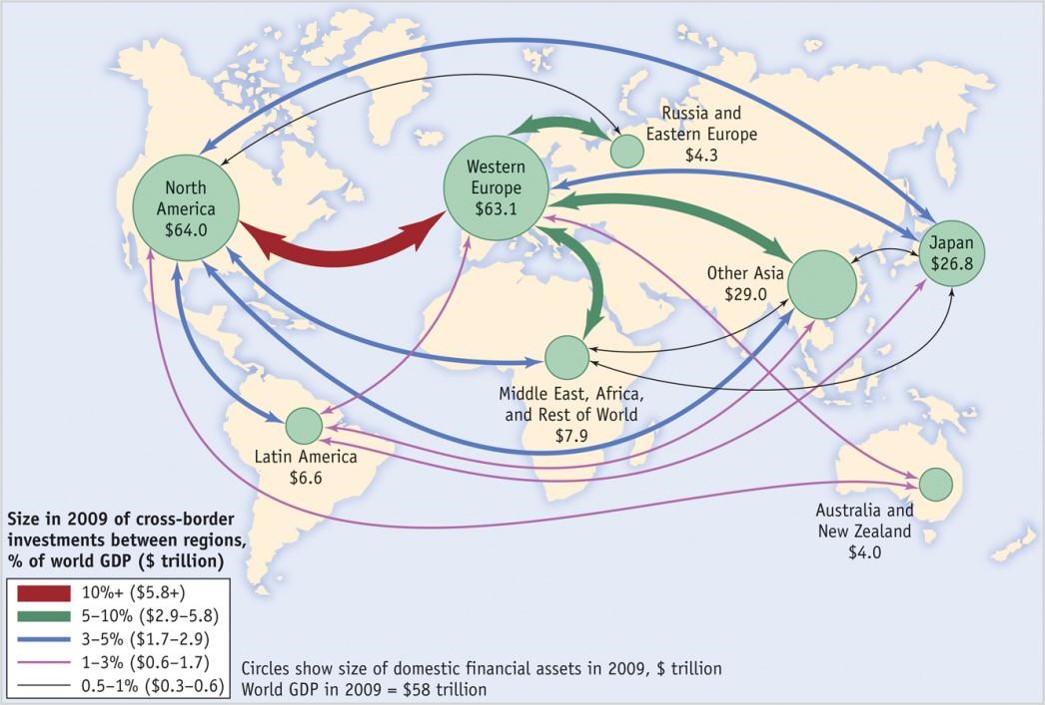 Russia and
Eastern Europe
$4.3
Western
Europe
$63.1
North
America
$64.0
Japan
$26.8
Other Asia
$29.0
Middle East, Africa,
and Rest of World
$7.9
Latin America
$6.6
Australia and
New Zealand
$4.0
Size in 2009 of cross-border
investments between regions,
% of world GDP ($ trillion)
10%+ ($5.8+)
5–10% ($2.9–5.8)
3–5% ($1.7–2.9)
1–3% ($0.6–1.7)
0.5–1% ($0.3–0.6)
Circles show size of domestic financial assets in 2009, $ trillion
World GDP in 2009 = $58 trillion